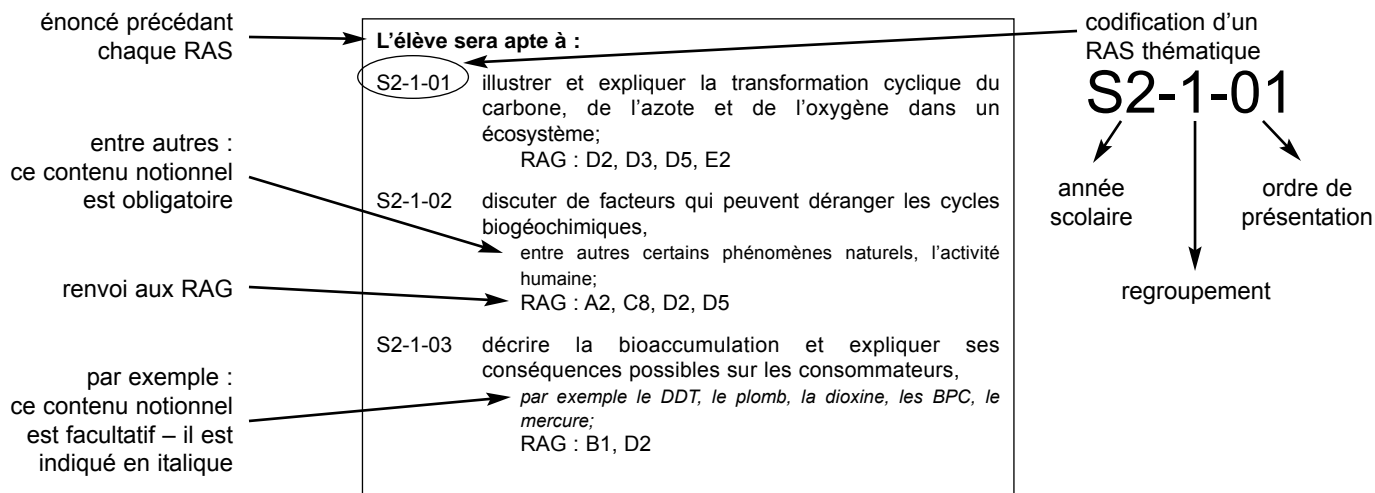 énoncé précédant
chaque RAS
entre autres :
ce contenu notionnel
est obligatoire
renvoi aux RAG
par exemple :
ce contenu notionnel
est facultatif – il est
indiqué en italique
L'élève sera apte à :
S2-1-01 illustrer et expliquer la transformation cyclique du
carbone, de l'azote et de l'oxygène dans un
écosystème;
RAG : D2, D3, D5, E2
S2-1-02 discuter de facteurs qui peuvent déranger les cycles
biogéochimiques,
entre autres certains phénomènes naturels, l'activité
humaine;
RAG : A2, C8, D2, D5
S2-1-03 décrire la bioaccumulation et expliquer ses
conséquences possibles sur les consommateurs,
par exemple le DDT, le plomb, la dioxine, les BPC, le
mercure;
RAG : B1, D2
codification d'un
RAS thématique
S2-1-01
année
scolaire
regroupement
ordre de
présentation